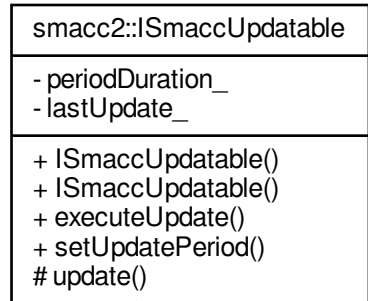 smacc2::ISmaccUpdatable
- periodDuration_
- lastUpdate_
+ ISmaccUpdatable()
+ ISmaccUpdatable()
+ executeUpdate()
+ setUpdatePeriod()
# update()